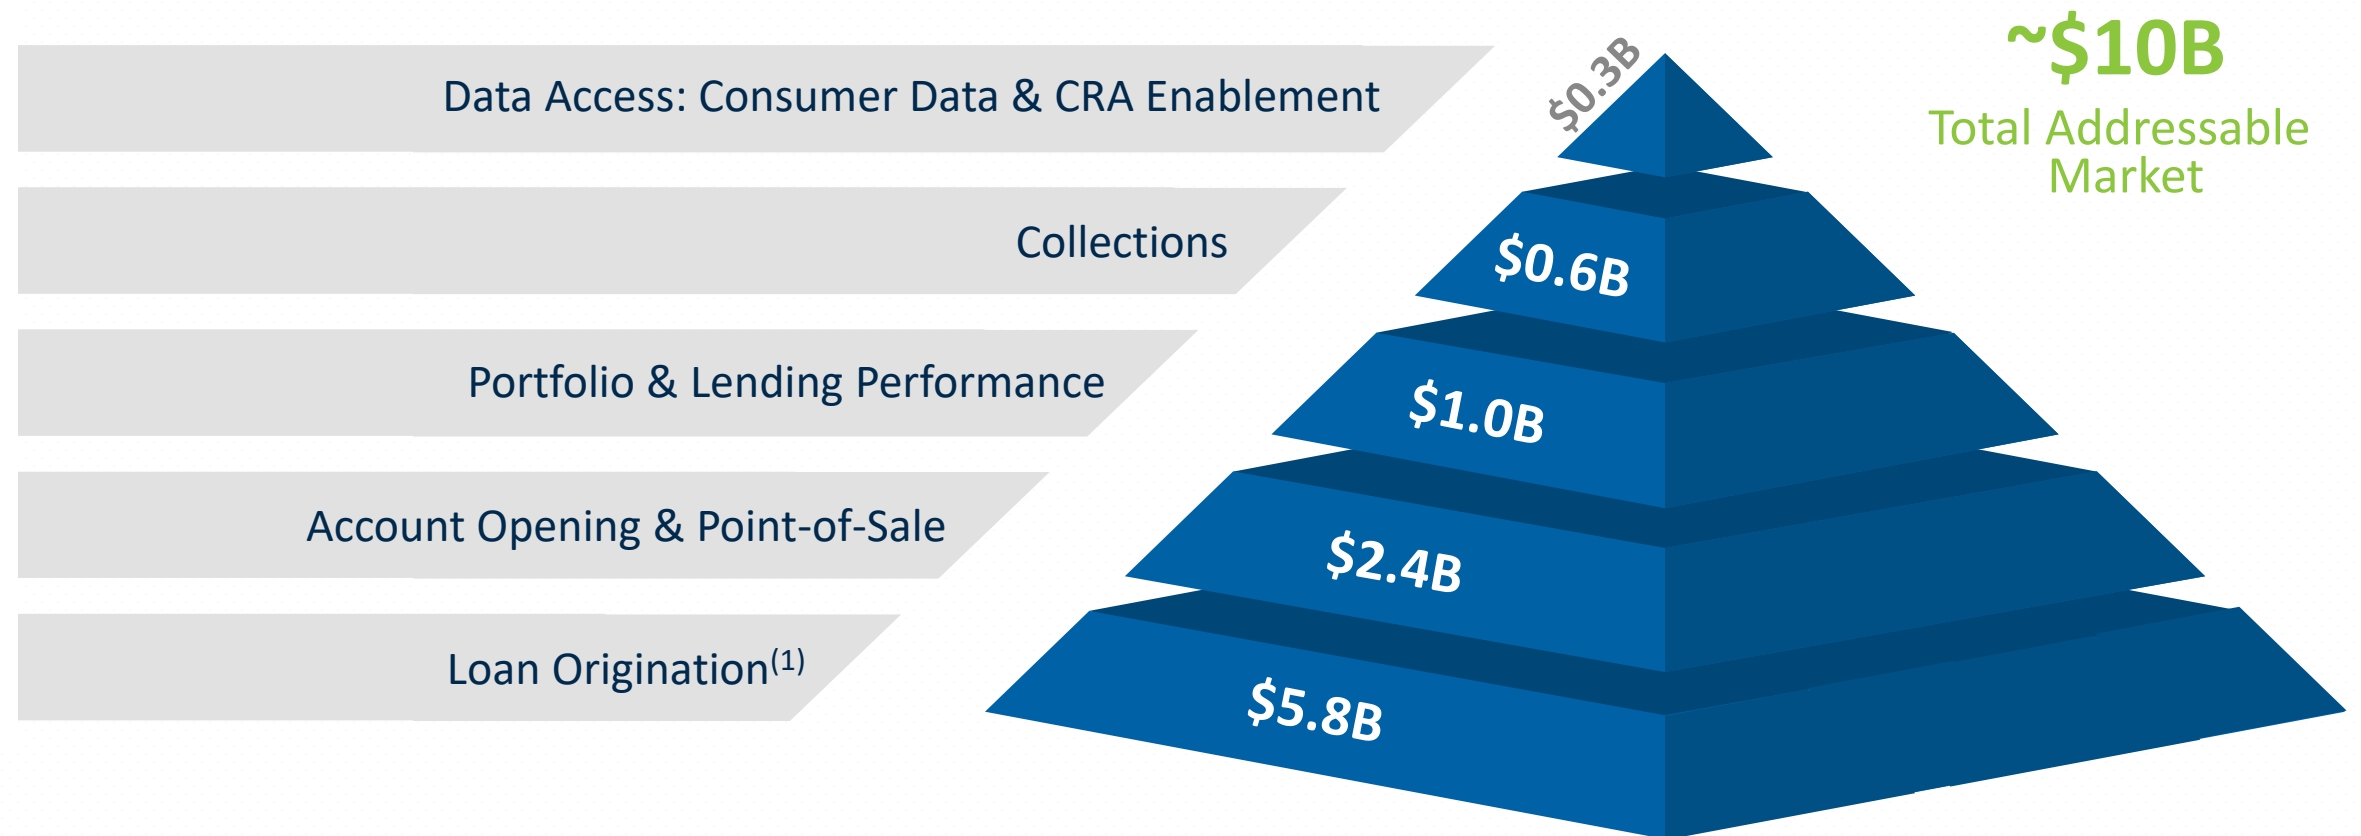 ~$10B
Total Addressable
Market
Data Access: Consumer Data & CRA Enablement
$0.3B
Collections
$0.6B
Portfolio & Lending Performance
$1.0B
Account Opening & Point-of-Sale
$2.4B
Loan Origination(1)
$5.8B